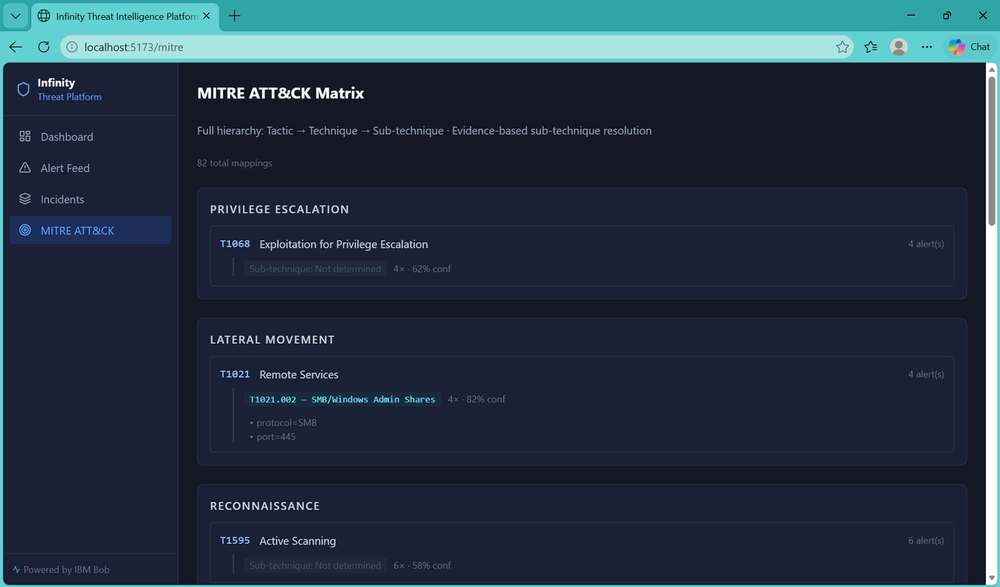 Infinity Threat Intelligence Platform
localhost:5173/mitre
Chat
Infinity
Threat Platform
Dashboard
Alert Feed
Incidents
MITRE ATT&CK
Powered by IBM Bob
MITRE ATT&CK Matrix
Full hierarchy: Tactic → Technique → Sub-technique · Evidence-based sub-technique resolution
82 total mappings
PRIVILEGE ESCALATION
T1068 Exploitation for Privilege Escalation 4 alert(s)
Sub-technique: Not determined 4× · 62% conf
LATERAL MOVEMENT
T1021 Remote Services 4 alert(s)
T1021.002 — SMB/Windows Admin Shares 4× · 82% conf
• protocol=SMB
• port=445
RECONNAISSANCE
T1595 Active Scanning 6 alert(s)
Sub-technique: Not determined 6× · 58% conf